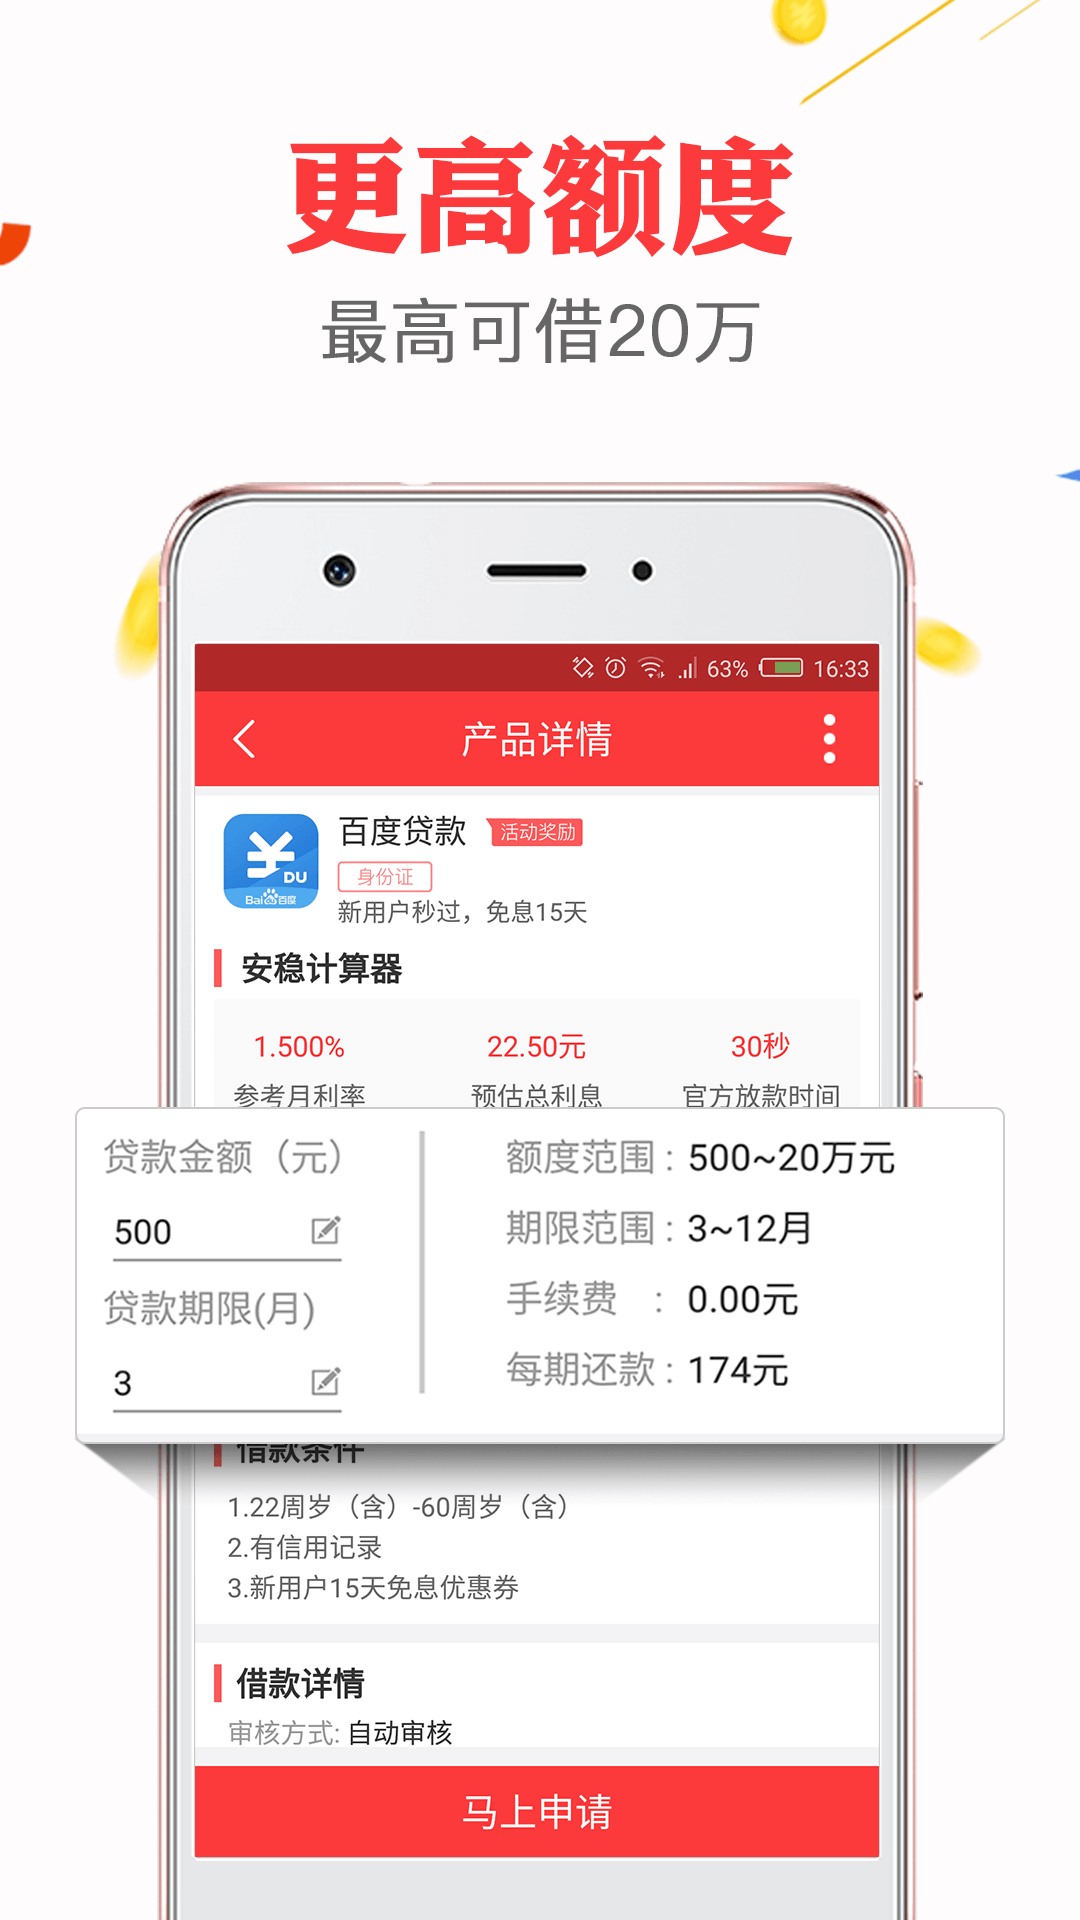 更高额度
最高可借20万
63% 16:33
产品详情
百度贷款 活动奖励
DU
Bai百度
身份证
新用户秒过，免息15天
安稳计算器
1.500% 22.50元 30秒
参考月利率 预估总利息 官方放款时间
贷款金额（元）
500
贷款期限(月)
3
额度范围：500~20万元
期限范围：3~12月
手续费 ：0.00元
每期还款：174元
借款条件
1.22周岁（含）-60周岁（含）
2.有信用记录
3.新用户15天免息优惠券
借款详情
审核方式: 自动审核
马上申请